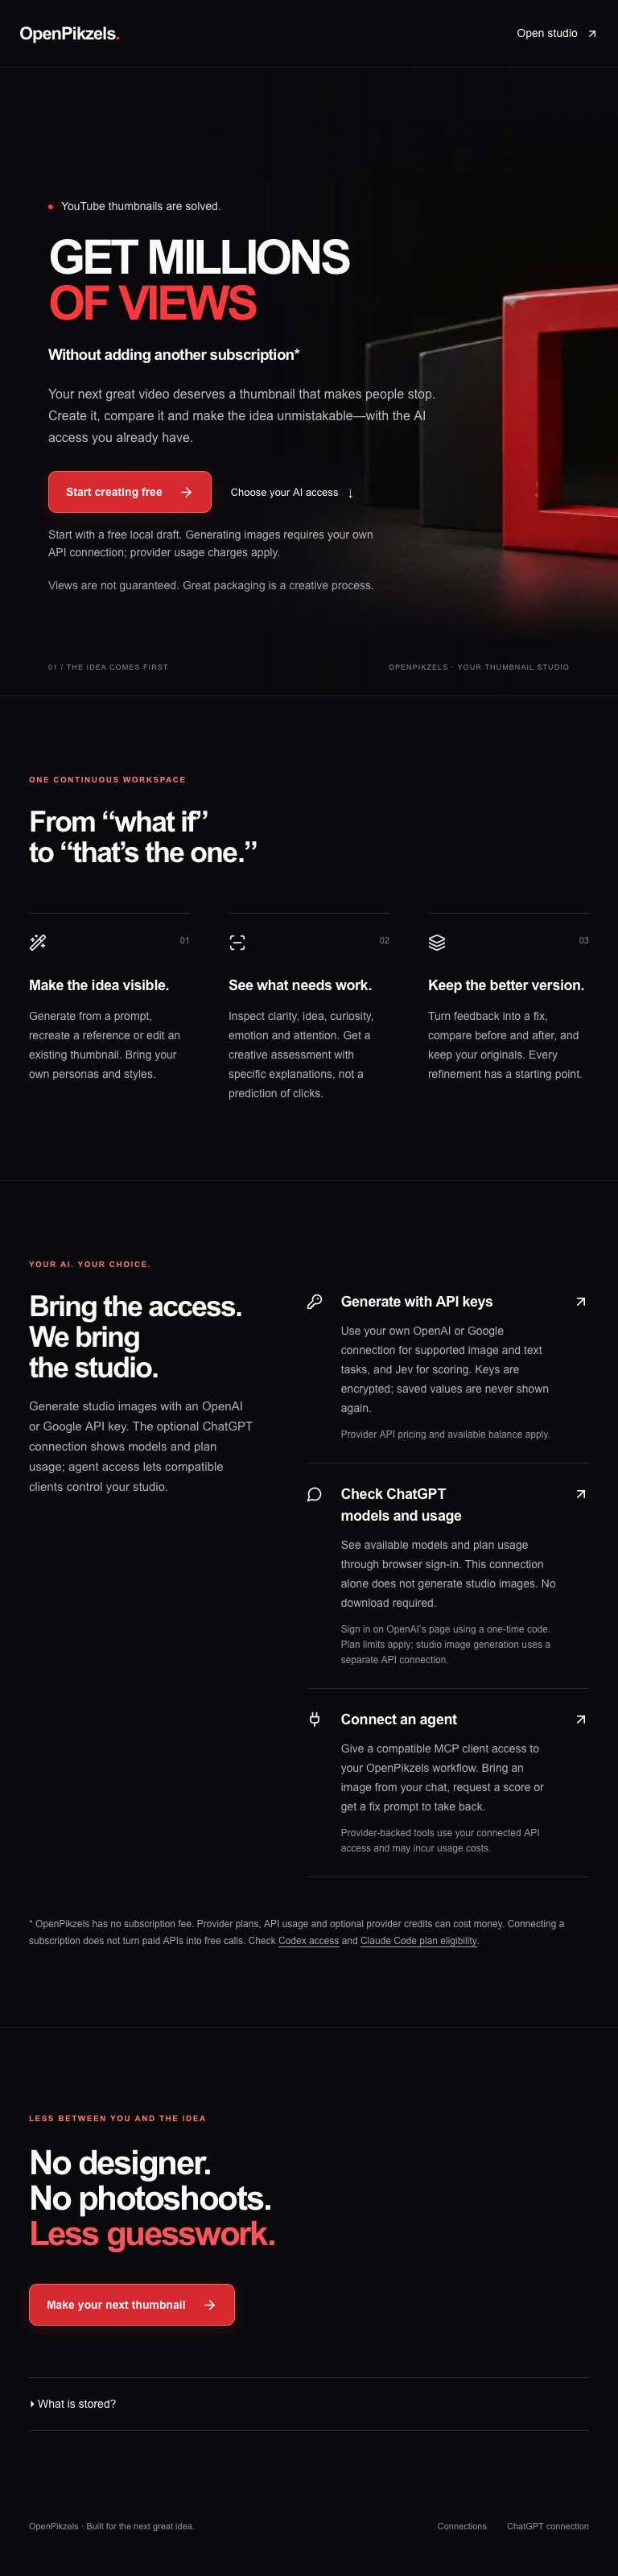 OpenPikzels.
Open studio
YouTube thumbnails are solved.
GET MILLIONS
OF VIEWS
Without adding another subscription*
Your next great video deserves a thumbnail that makes people stop.
Create it, compare it and make the idea unmistakable—with the AI
access you already have.
Start creating free →
Choose your AI access ↓
Start with a free local draft. Generating images requires your own
API connection; provider usage charges apply.
Views are not guaranteed. Great packaging is a creative process.
01 / THE IDEA COMES FIRST
OPENPIKZELS · YOUR THUMBNAIL STUDIO
ONE CONTINUOUS WORKSPACE
From “what if”
to “that’s the one.”
01
Make the idea visible.
Generate from a prompt,
recreate a reference or edit an
existing thumbnail. Bring your
own personas and styles.
02
See what needs work.
Inspect clarity, idea, curiosity,
emotion and attention. Get a
creative assessment with
specific explanations, not a
prediction of clicks.
03
Keep the better version.
Turn feedback into a fix,
compare before and after, and
keep your originals. Every
refinement has a starting point.
YOUR AI. YOUR CHOICE.
Bring the access.
We bring
the studio.
Generate studio images with an OpenAI
or Google API key. The optional ChatGPT
connection shows models and plan
usage; agent access lets compatible
clients control your studio.
Generate with API keys
Use your own OpenAI or Google
connection for supported image and text
tasks, and Jev for scoring. Keys are
encrypted; saved values are never shown
again.
Provider API pricing and available balance apply.
Check ChatGPT
models and usage
See available models and plan usage
through browser sign-in. This connection
alone does not generate studio images. No
download required.
Sign in on OpenAI’s page using a one-time code.
Plan limits apply; studio image generation uses a
separate API connection.
Connect an agent
Give a compatible MCP client access to
your OpenPikzels workflow. Bring an
image from your chat, request a score or
get a fix prompt to take back.
Provider-backed tools use your connected API
access and may incur usage costs.
* OpenPikzels has no subscription fee. Provider plans, API usage and optional provider credits can cost money. Connecting a
subscription does not turn paid APIs into free calls. Check Codex access and Claude Code plan eligibility.
LESS BETWEEN YOU AND THE IDEA
No designer.
No photoshoots.
Less guesswork.
Make your next thumbnail →
What is stored?
OpenPikzels · Built for the next great idea.
Connections
ChatGPT connection